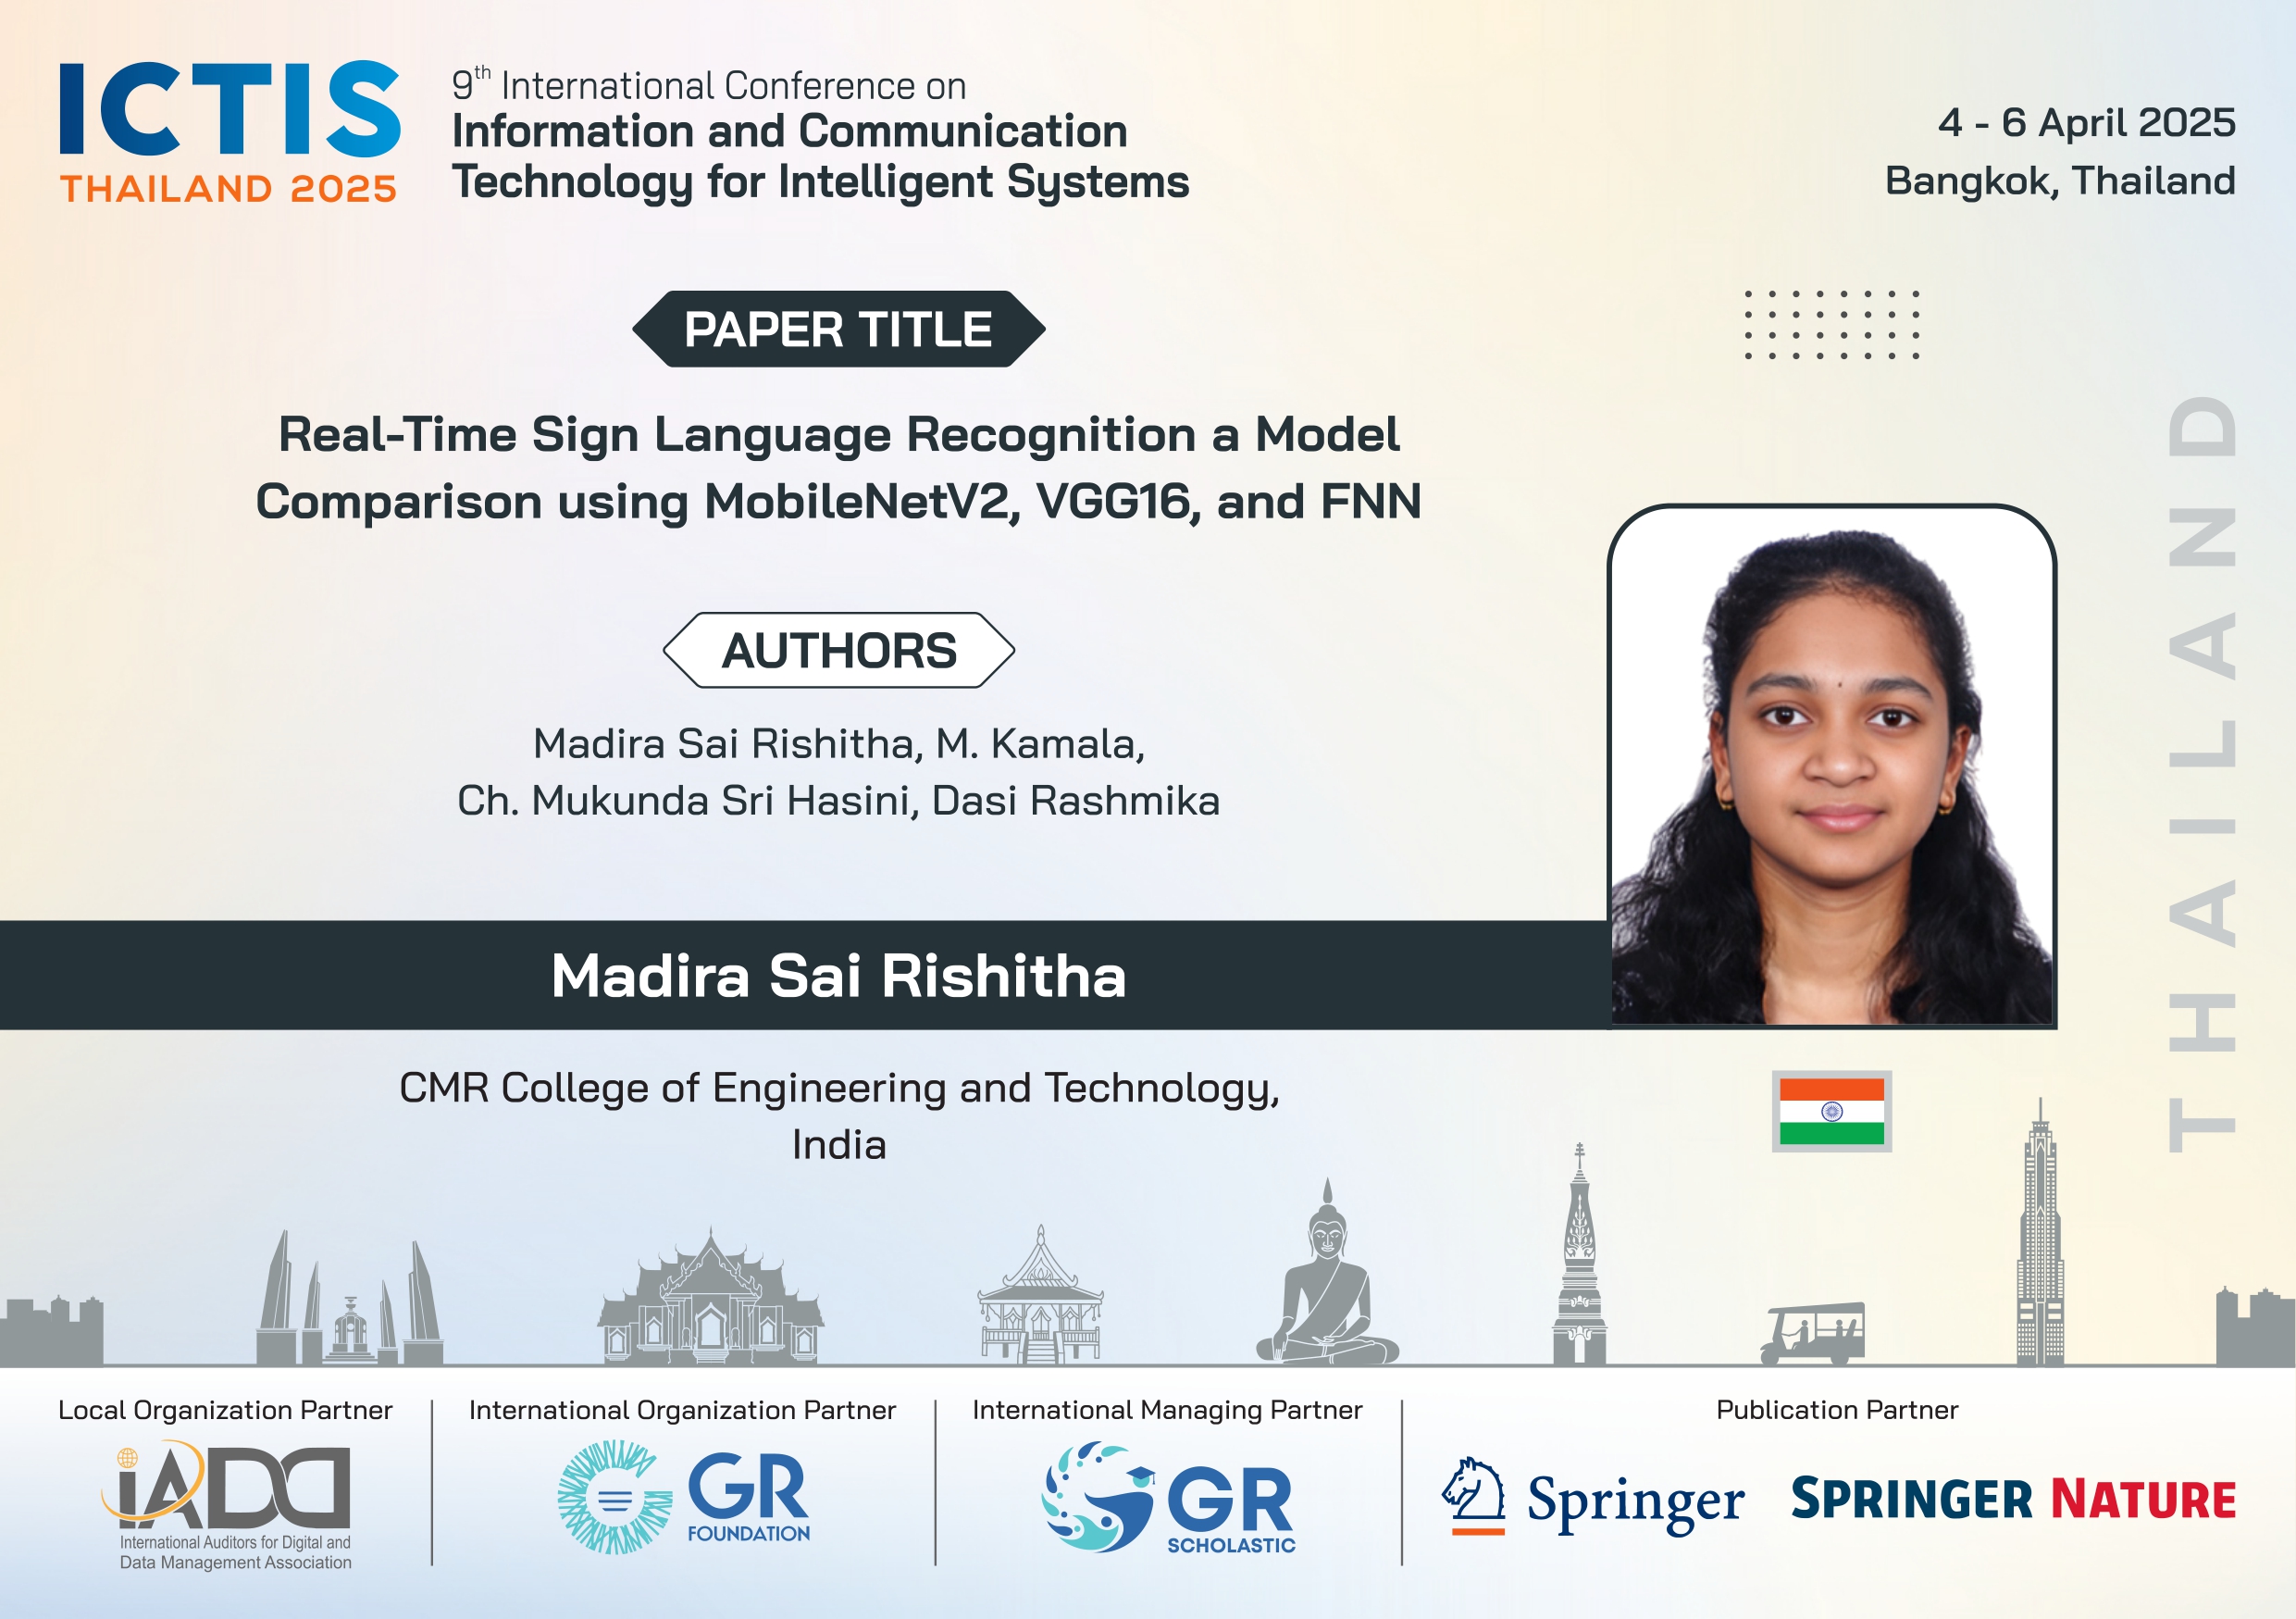 ICTIS
THAILAND 2025
9th International Conference on
Information and Communication
Technology for Intelligent Systems
4 - 6 April 2025
Bangkok, Thailand
PAPER TITLE
Real-Time Sign Language Recognition a Model
Comparison using MobileNetV2, VGG16, and FNN
AUTHORS
Madira Sai Rishitha, M. Kamala,
Ch. Mukunda Sri Hasini, Dasi Rashmika
Madira Sai Rishitha
CMR College of Engineering and Technology,
India
THAILAND
Local Organization Partner
iADD
International Auditors for Digital and
Data Management Association
International Organization Partner
GR
FOUNDATION
International Managing Partner
GR
SCHOLASTIC
Publication Partner
Springer
SPRINGER NATURE